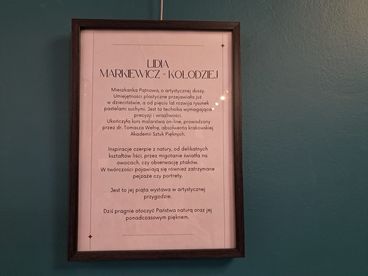 LIDIA
MARKIEWICZ - KOŁODZIEJ
Mieszkanka Pątnowa, o artystycznej duszy.
Umiejętności plastyczne przejawiała już
w dzieciństwie, a od pięciu lat rozwija rysunek
pastelami suchymi. Jest to technika wymagająca
precyzji i wrażliwości.
Ukończyła kurs malarstwa on-line, prowadzony
przez dr. Tomasza Wełnę, absolwenta krakowskiej
Akademii Sztuk Pięknych.
Inspiracje czerpie z natury, od delikatnych
kształtów liści, przez migotanie światła na
owocach, czy obserwację ptaków.
W twórczości pojawiają się również zatrzymane
pejzaże czy portrety.
Jest to jej piąta wystawa w artystycznej
przygodzie.
Dziś pragnie otoczyć Państwa naturą oraz jej
ponadczasowym pięknem.